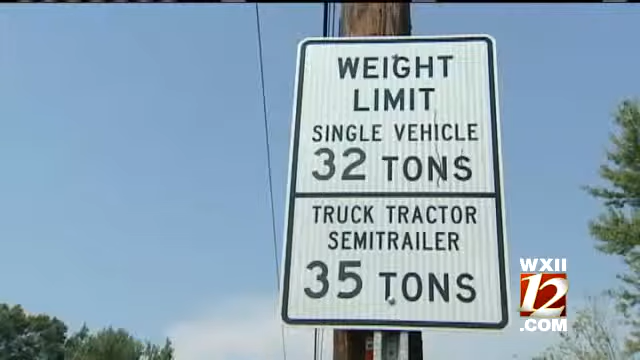 WEIGHT
LIMIT
SINGLE VEHICLE
32 TONS
TRUCK TRACTOR
SEMITRAILER
35 TONS
WXII
12
.COM